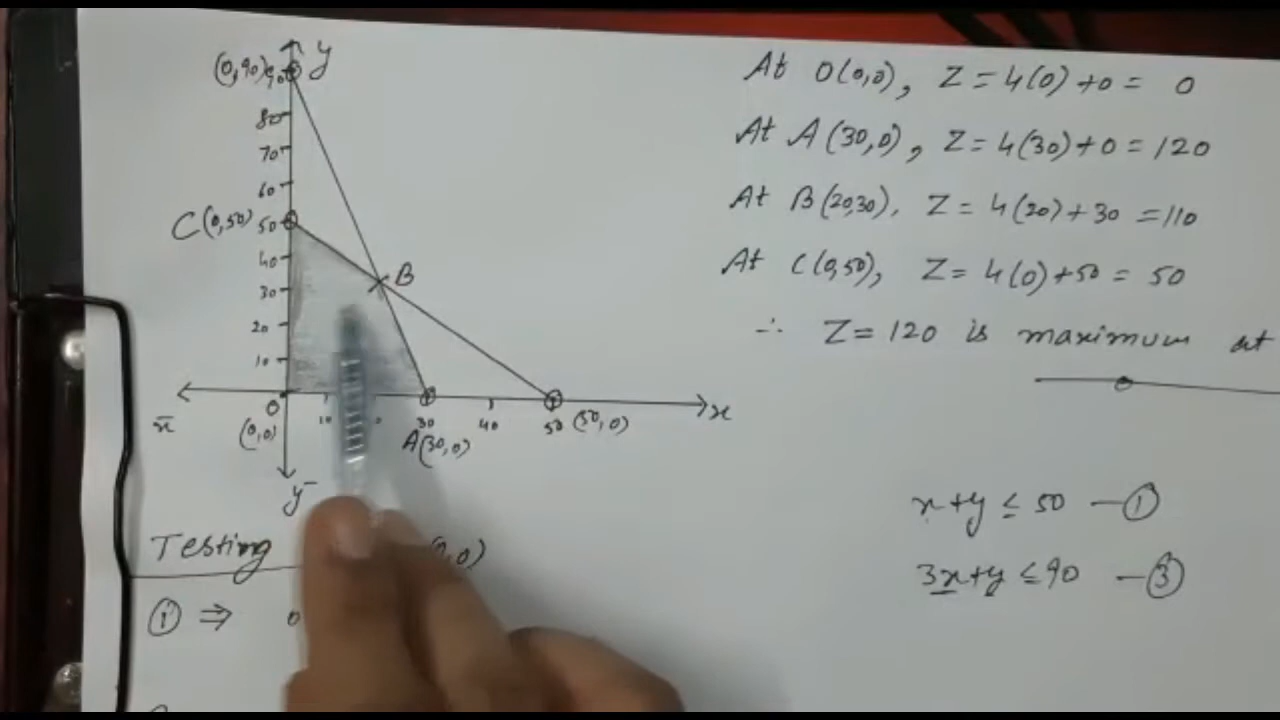 y
(0,90) 90
80
70
60
C(0,50) 50
40
B
30
20
10
O
x
x̄
(0,0)
10
30
40
50 (50,0)
A(30,0)
y⁻
Testing
(0,0)
① ⇒ 0
At O(0,0), Z = 4(0) + 0 = 0
At A(30,0), Z = 4(30) + 0 = 120
At B(20,30), Z = 4(20) + 30 = 110
At C(0,50), Z = 4(0) + 50 = 50
∴ Z = 120 is maximum at
x+y ≤ 50 — ①
3x+y ≤ 90 — ③